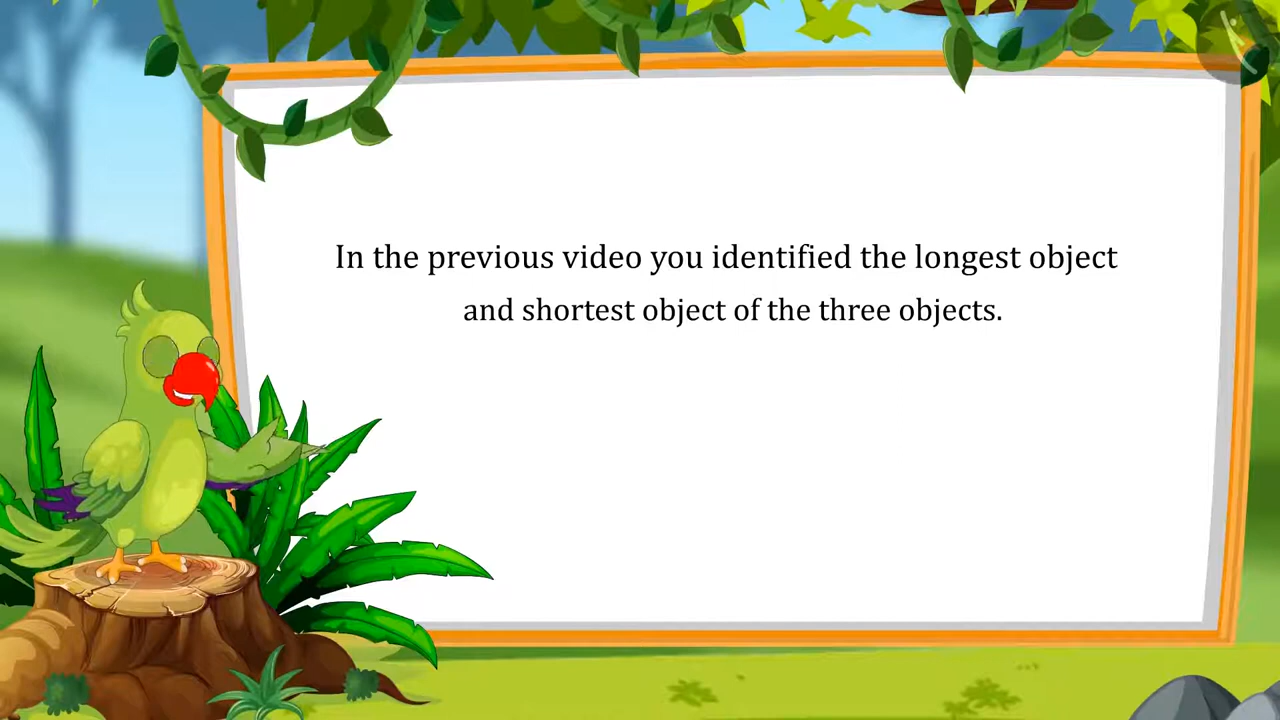 In the previous video you identified the longest object
and shortest object of the three objects.